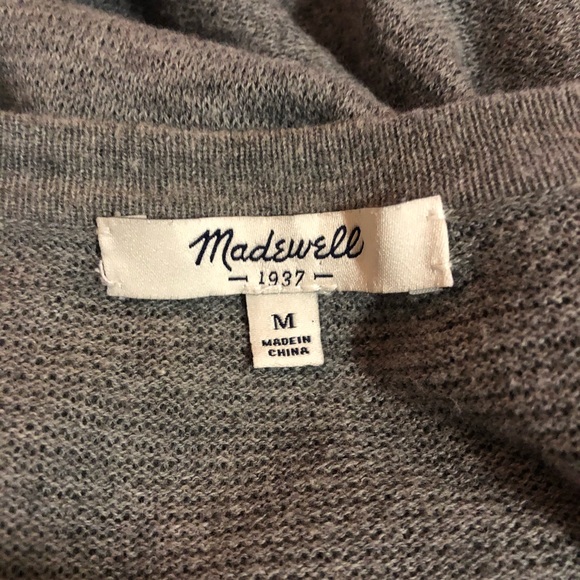 Madewell
— 1937 —
M
MADE IN
CHINA